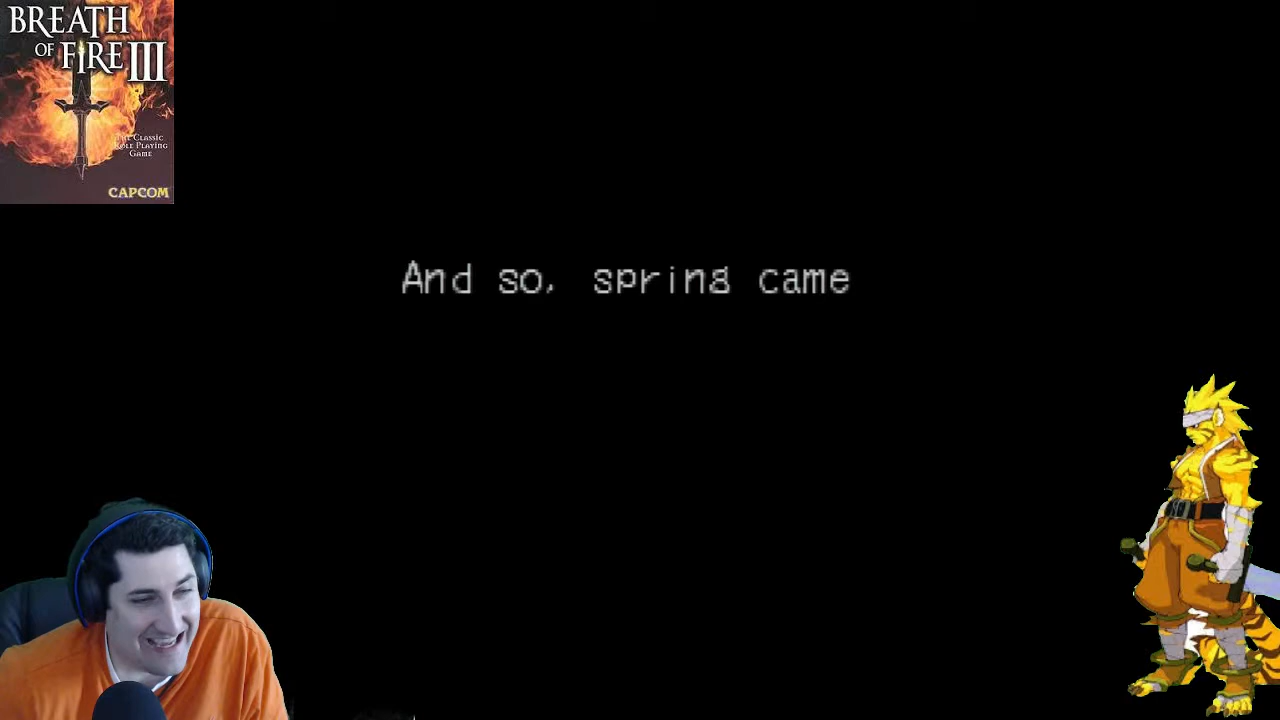 BREATH
OF FIRE III
The Classic
Role Playing
Game
CAPCOM
And so, spring came